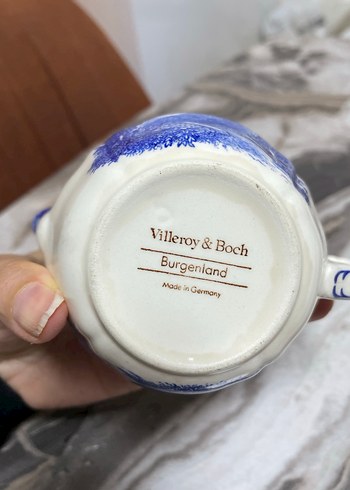 Villeroy & Boch
Burgenland
Made in Germany